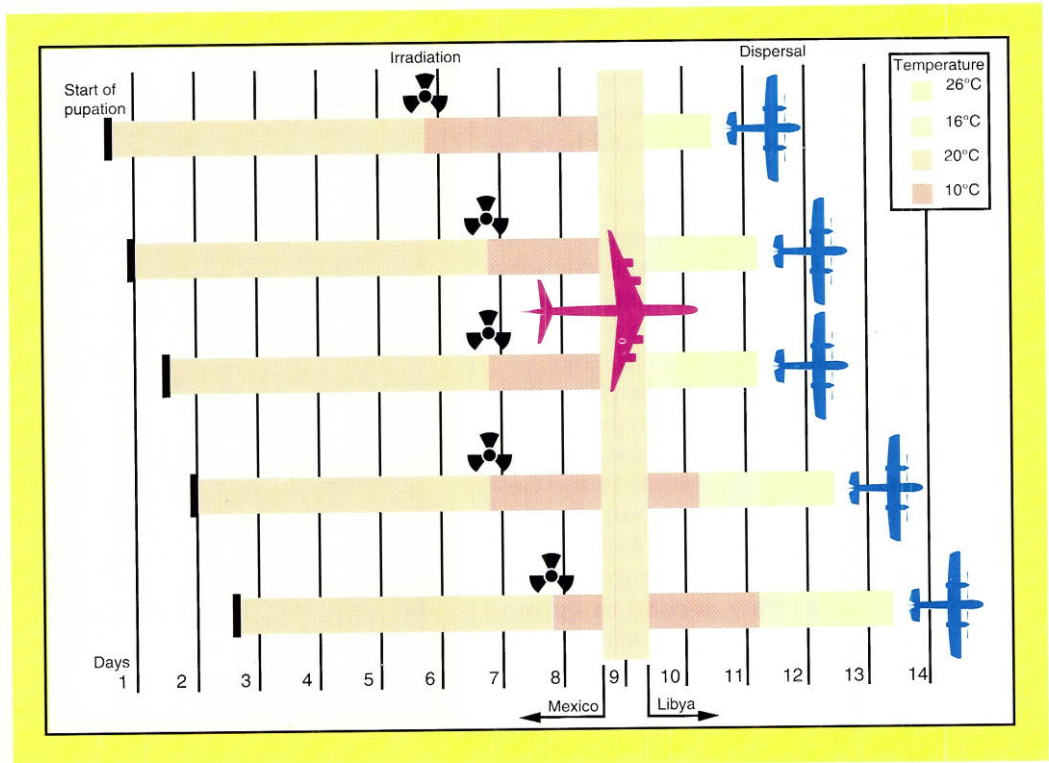 Irradiation
Dispersal
Start of
pupation
Temperature
26°C
16°C
20°C
10°C
Days
1 2 3 4 5 6 7 8 9 10 11 12 13 14
Mexico Libya